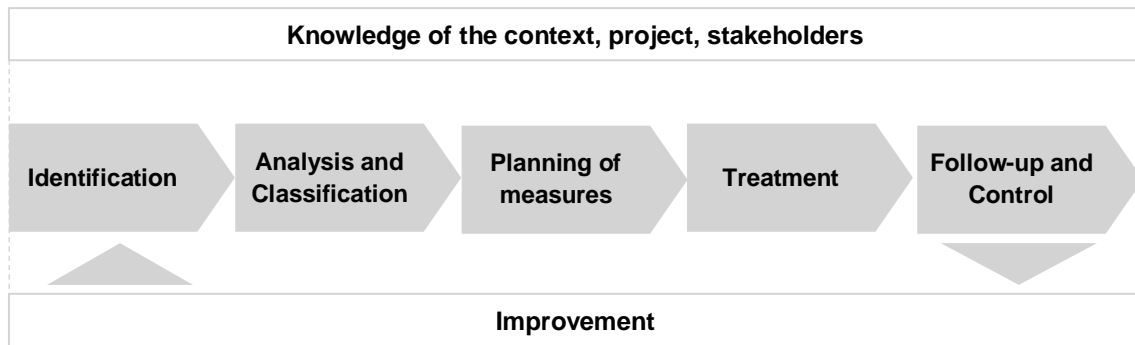 Knowledge of the context, project, stakeholders
Identification
Analysis and
Classification
Planning of
measures
Treatment
Follow-up and
Control
Improvement